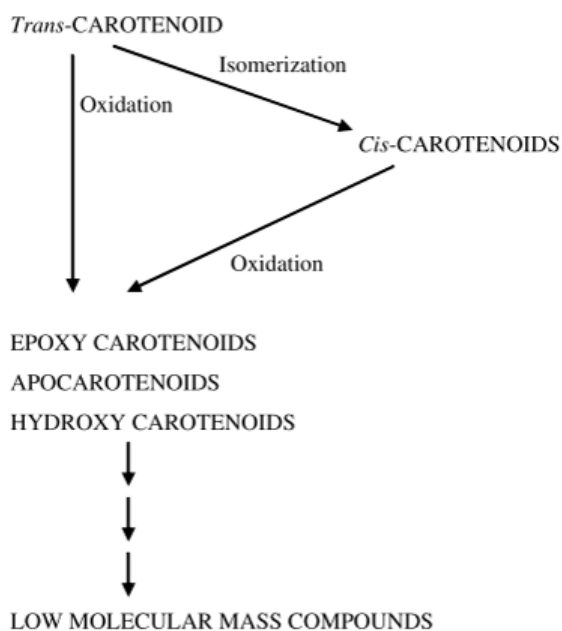 Trans-CAROTENOID
Isomerization
Oxidation
Cis-CAROTENOIDS
Oxidation
EPOXY CAROTENOIDS
APOCAROTENOIDS
HYDROXY CAROTENOIDS
LOW MOLECULAR MASS COMPOUNDS